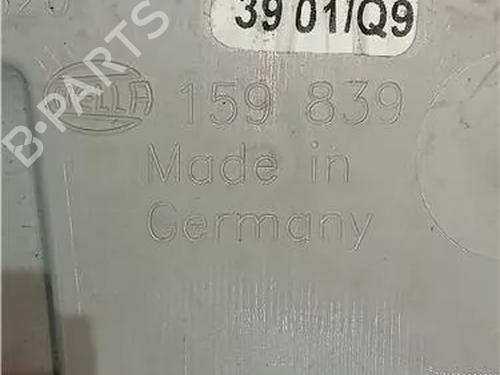 39 01/Q9
HELLA 159 839
Made in
Germany
B-PARTS